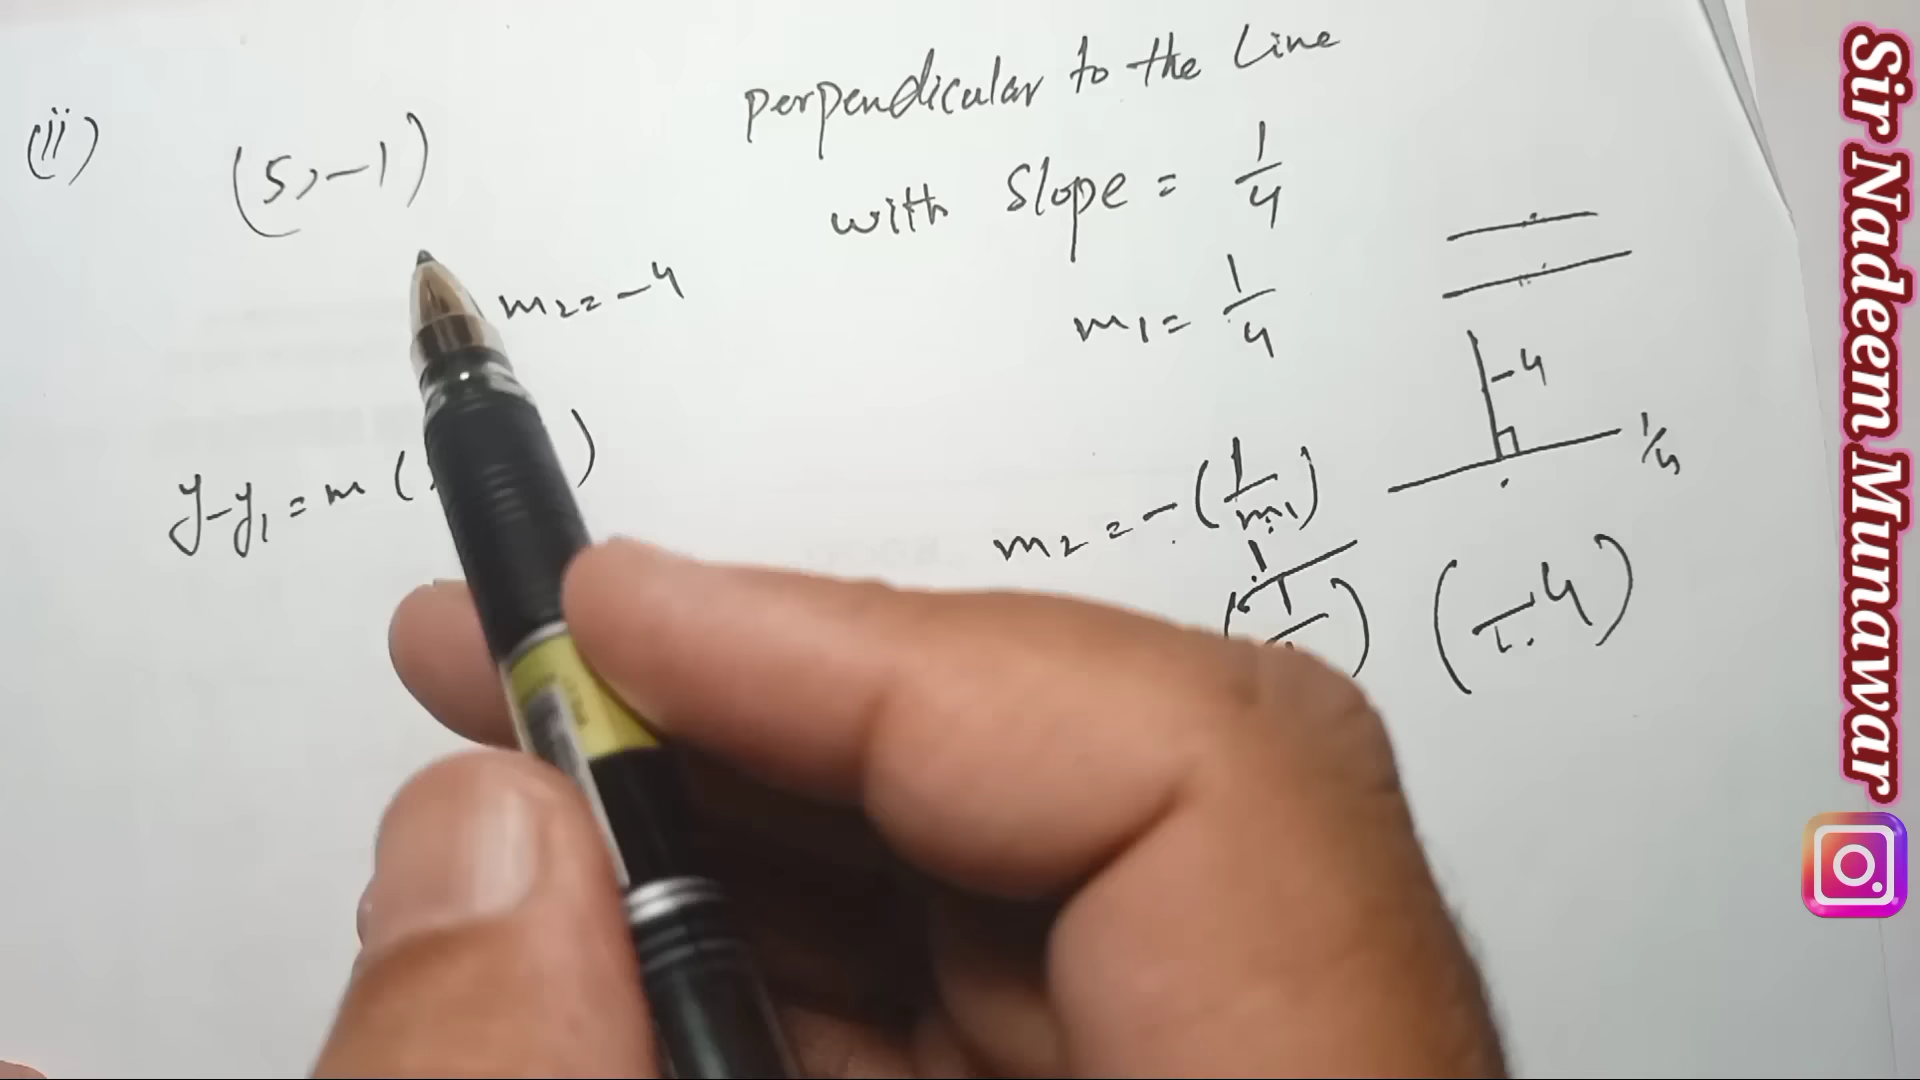 (ii)
(5,-1)
perpendicular to the Line
with Slope = 1/4
m2 = -4
m1 = 1/4
-4
1/4
y-y1 = m ( )
m2 = -(1/m1)
Sir Nadeem Munawar